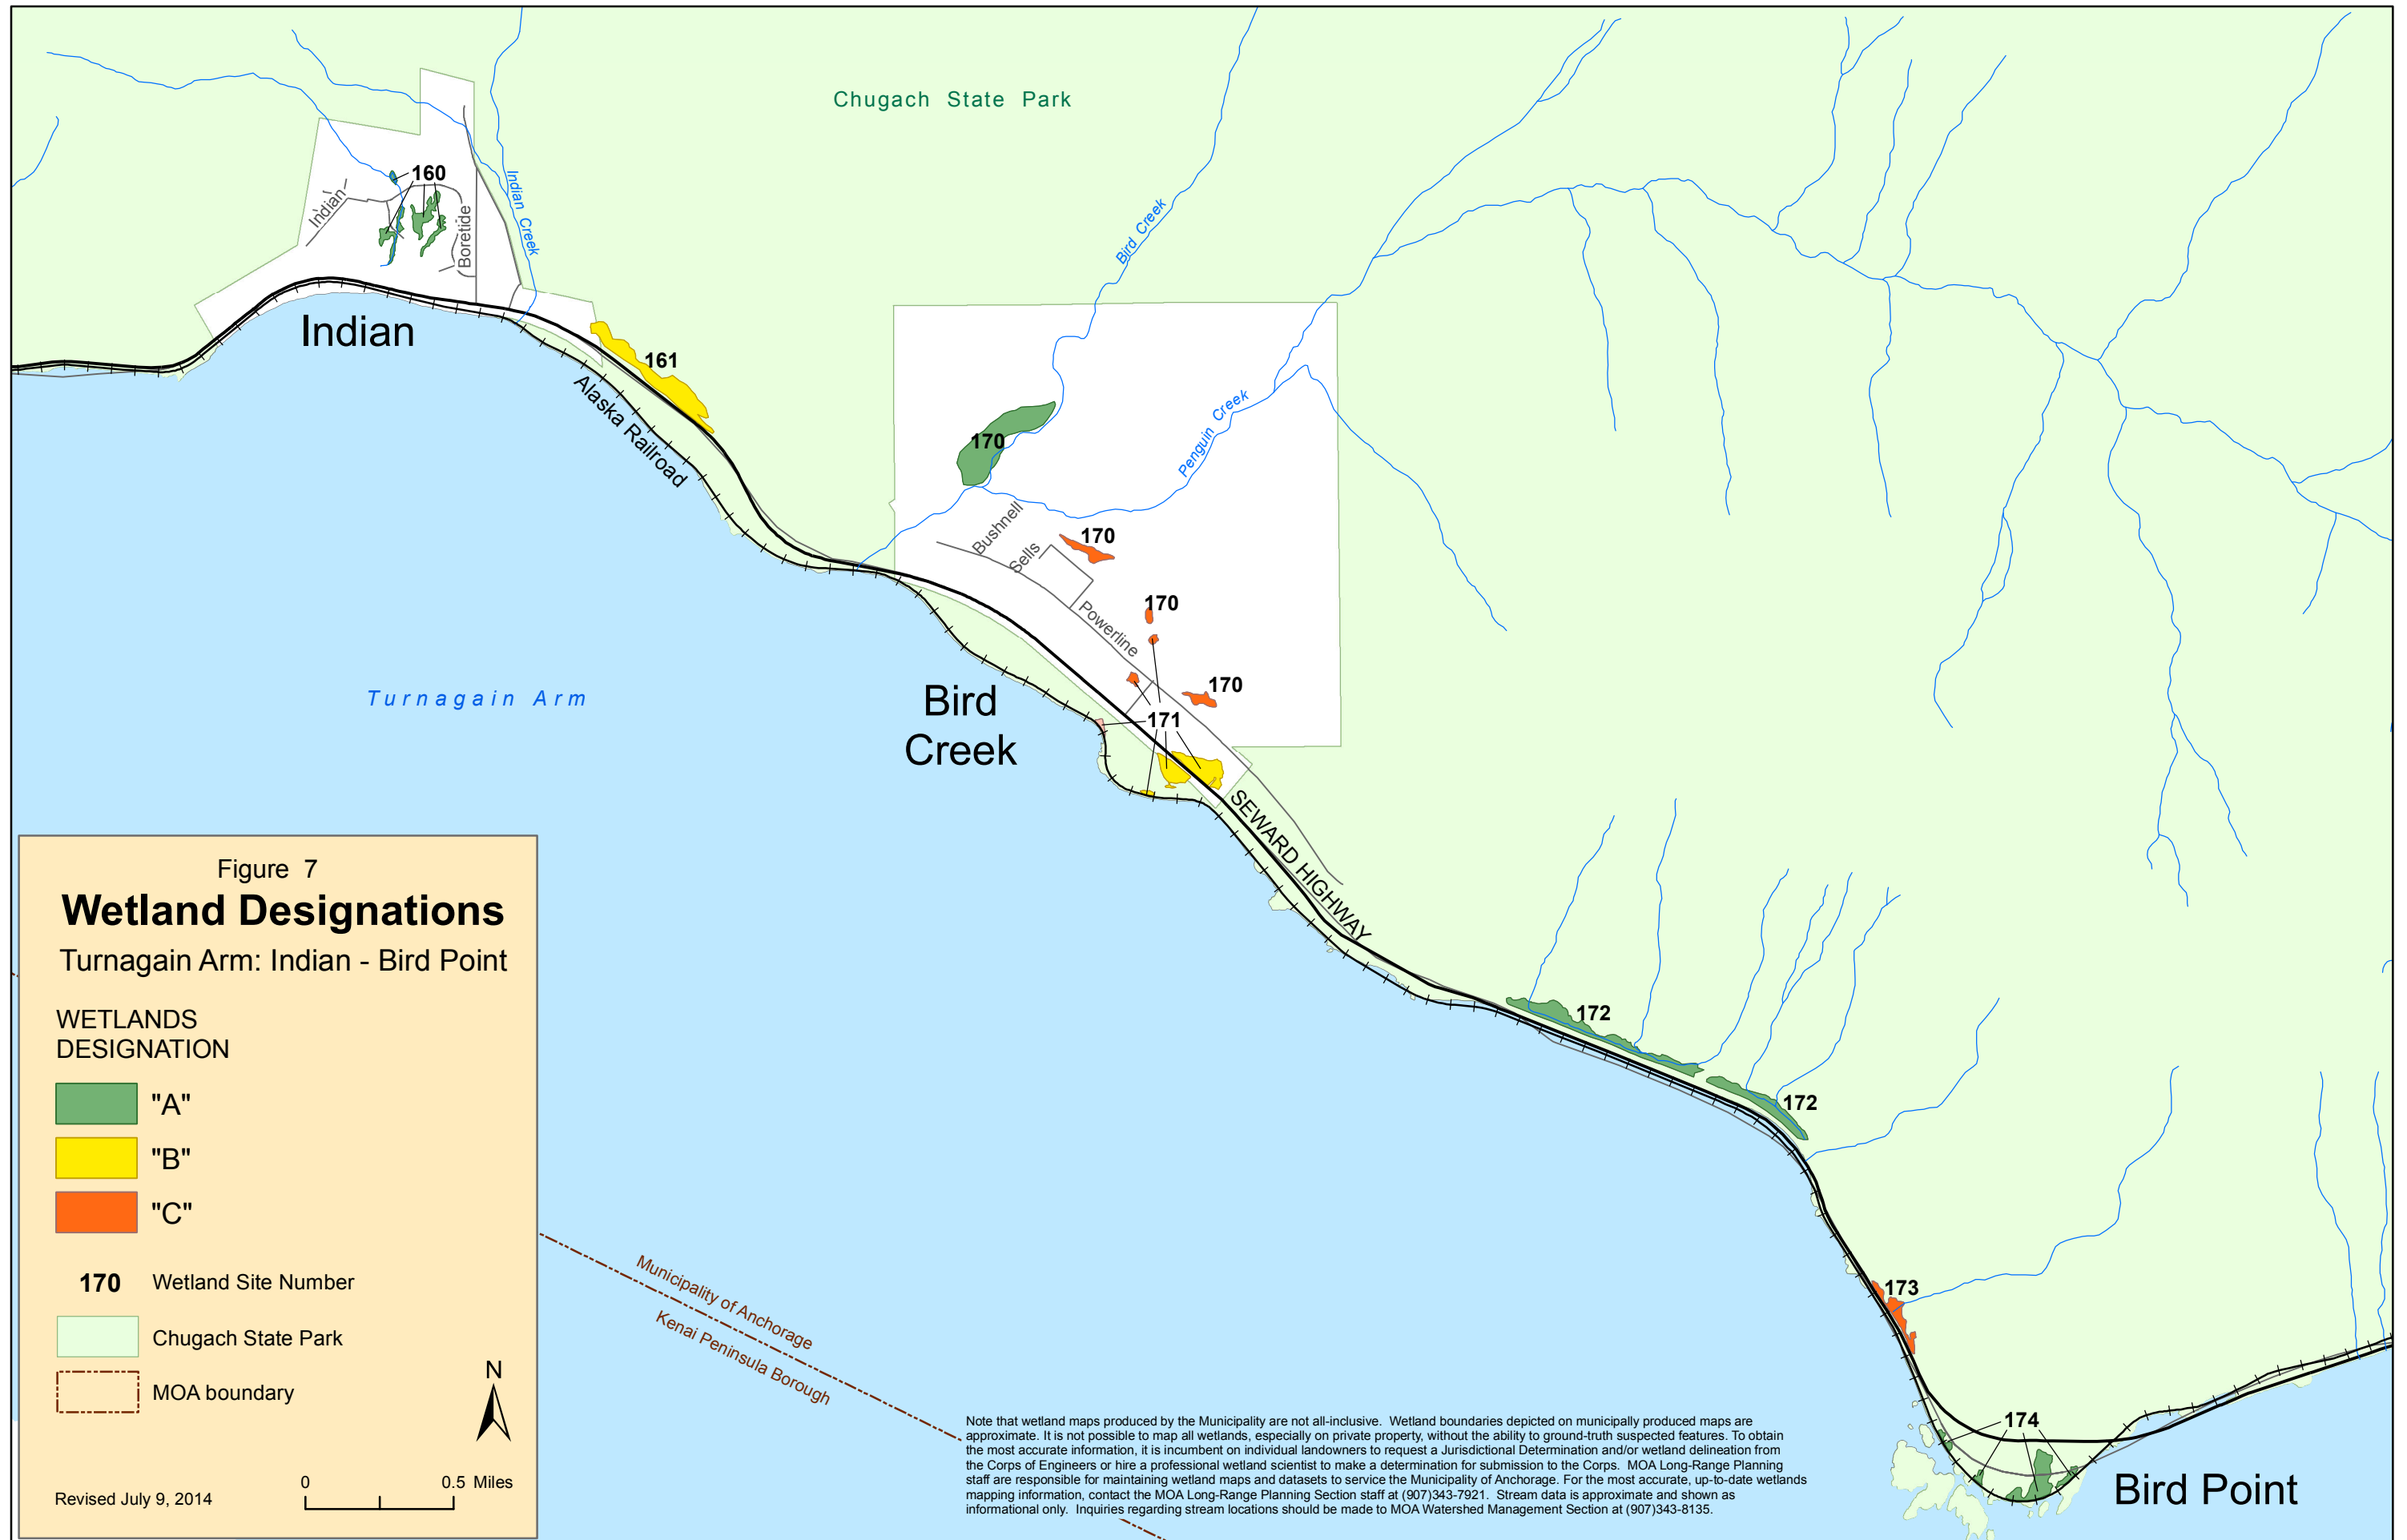 Chugach State Park
160
Indian
Boretide
Indian Creek
Indian
161
Alaska Railroad
Bird Creek
170
Penguin Creek
Bushnell
Sells
170
170
Powerline
170
Turnagain Arm
Bird
Creek
171
SEWARD HIGHWAY
172
172
173
174
Bird Point
Municipality of Anchorage
Kenai Peninsula Borough
Figure 7
Wetland Designations
Turnagain Arm: Indian - Bird Point
WETLANDS
DESIGNATION
"A"
"B"
"C"
170 Wetland Site Number
Chugach State Park
MOA boundary
N
0 0.5 Miles
Revised July 9, 2014
Note that wetland maps produced by the Municipality are not all-inclusive. Wetland boundaries depicted on municipally produced maps are
approximate. It is not possible to map all wetlands, especially on private property, without the ability to ground-truth suspected features. To obtain
the most accurate information, it is incumbent on individual landowners to request a Jurisdictional Determination and/or wetland delineation from
the Corps of Engineers or hire a professional wetland scientist to make a determination for submission to the Corps. MOA Long-Range Planning
staff are responsible for maintaining wetland maps and datasets to service the Municipality of Anchorage. For the most accurate, up-to-date wetlands
mapping information, contact the MOA Long-Range Planning Section staff at (907)343-7921. Stream data is approximate and shown as
informational only. Inquiries regarding stream locations should be made to MOA Watershed Management Section at (907)343-8135.